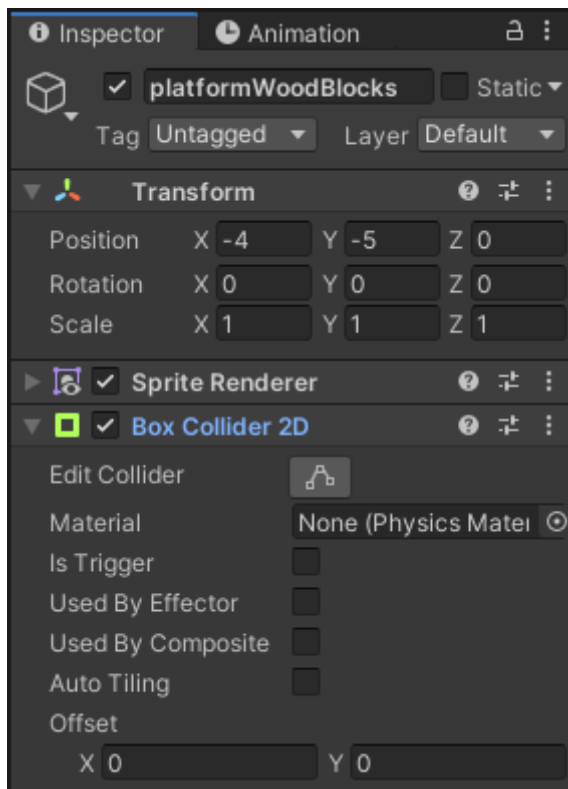 Inspector Animation
platformWoodBlocks Static
Tag Untagged Layer Default
Transform
Position X -4 Y -5 Z 0
Rotation X 0 Y 0 Z 0
Scale X 1 Y 1 Z 1
Sprite Renderer
Box Collider 2D
Edit Collider
Material None (Physics Mater
Is Trigger
Used By Effector
Used By Composite
Auto Tiling
Offset
X 0 Y 0